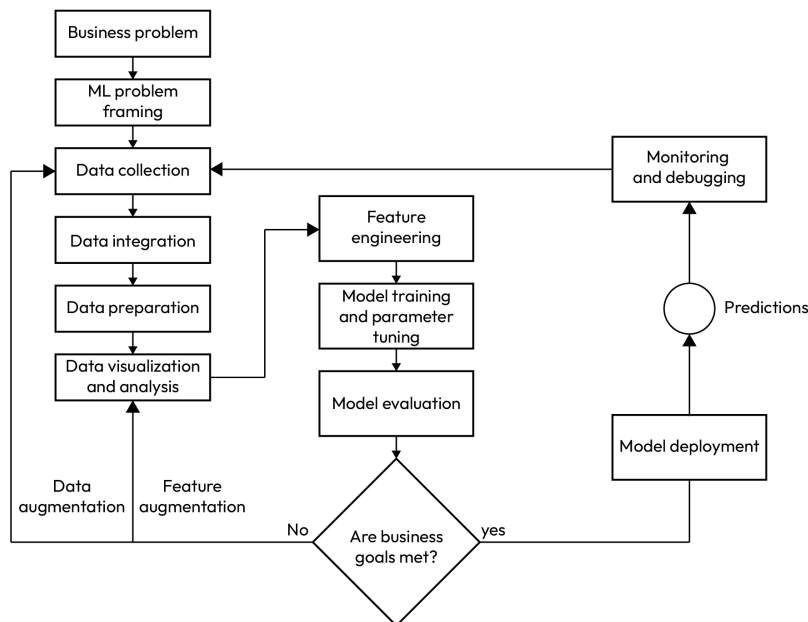 Business problem
ML problem
framing
Data collection
Data integration
Data preparation
Data visualization
and analysis
Data
augmentation
Feature
augmentation
Feature
engineering
Model training
and parameter
tuning
Model evaluation
Are business
goals met?
No
yes
Model deployment
Predictions
Monitoring
and debugging